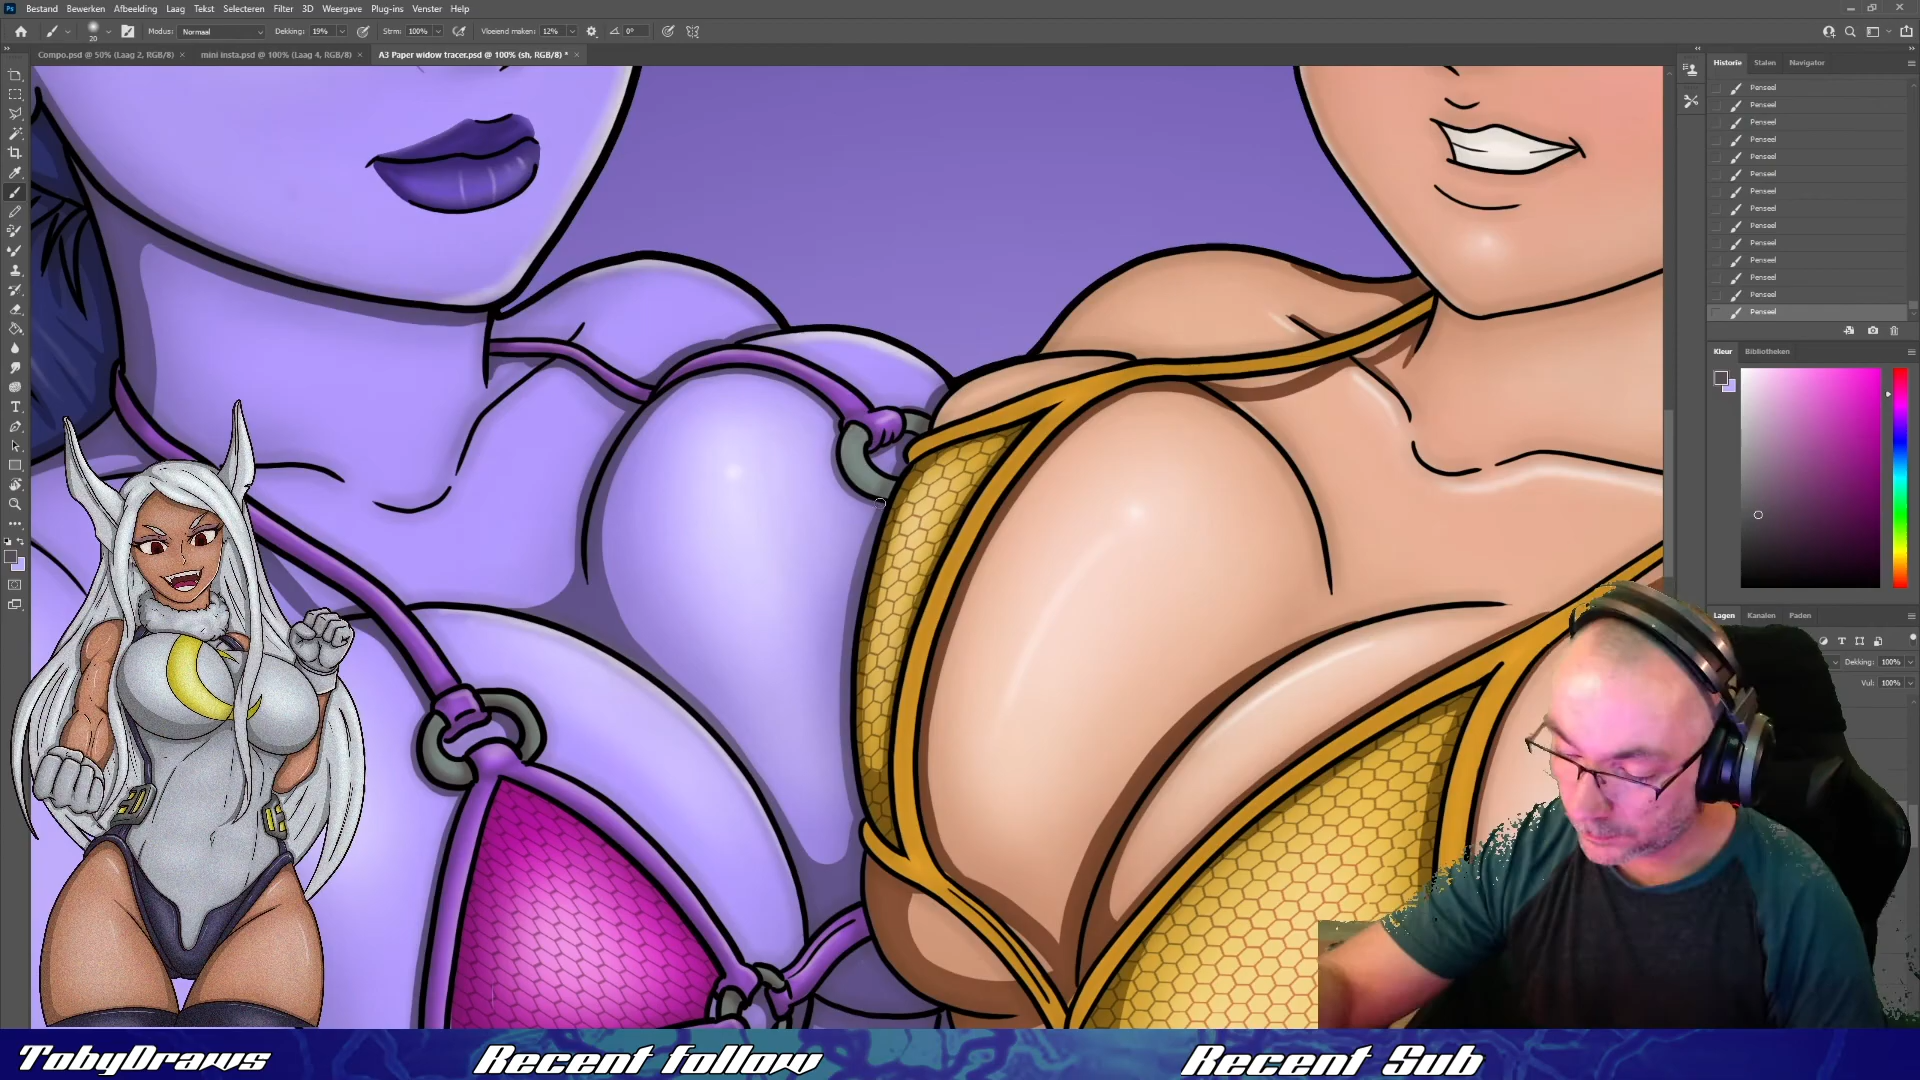 Ps Bestand Bewerken Afbeelding Laag Tekst Selecteren Filter 3D Weergave Plug-ins Venster Help
20 Modus: Normaal Dekking: 19% Strm: 100% Vloeiend maken: 12% 0°
Compo.psd @ 50% (Laag 2, RGB/8) × mini insta.psd @ 100% (Laag 4, RGB/8) × A3 Paper widow tracer.psd @ 100% (sh, RGB/8) * ×
Historie Stalen Navigator
Penseel
Penseel
Penseel
Penseel
Penseel
Penseel
Penseel
Penseel
Penseel
Penseel
Penseel
Penseel
Penseel
Penseel
Kleur Bibliotheken
Lagen Kanalen Paden
Dekking: 100%
Vul: 100%
TobyDraws Recent follow Recent Sub